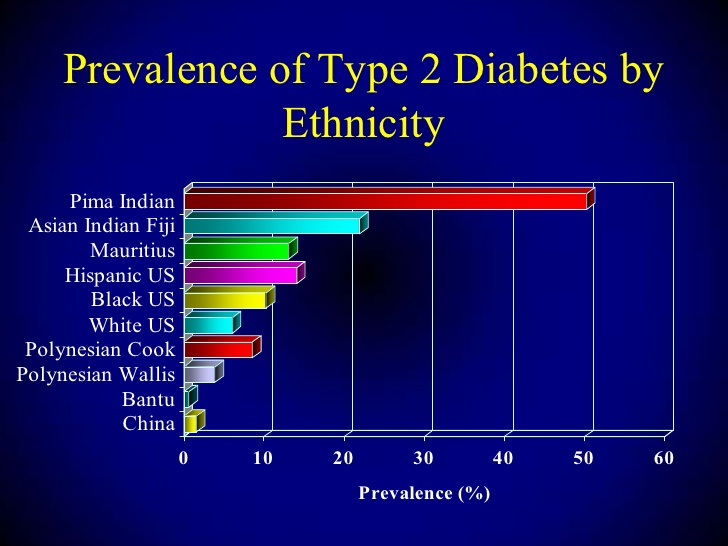 Prevalence of Type 2 Diabetes by
Ethnicity
Pima Indian
Asian Indian Fiji
Mauritius
Hispanic US
Black US
White US
Polynesian Cook
Polynesian Wallis
Bantu
China
0 10 20 30 40 50 60
Prevalence (%)